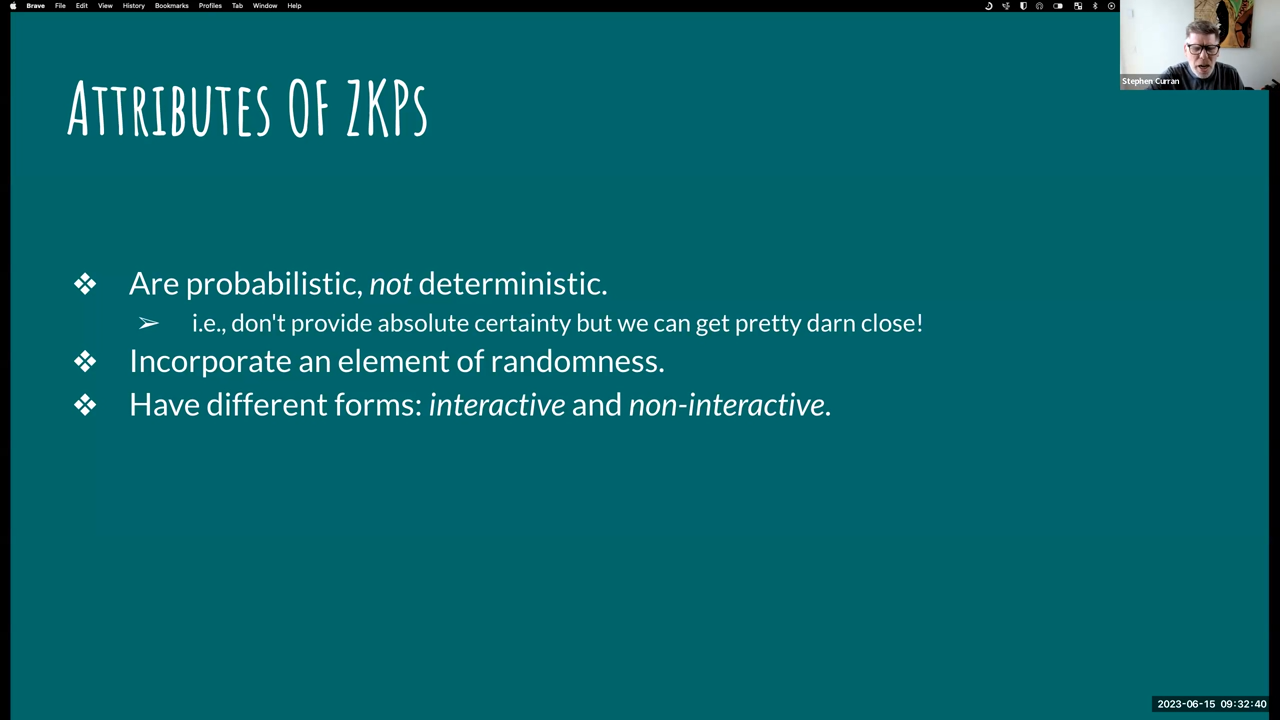 Brave File Edit View History Bookmarks Profiles Tab Window Help
Stephen Curran
ATTRIBUTES OF ZKPs
❖ Are probabilistic, not deterministic.
➢ i.e., don't provide absolute certainty but we can get pretty darn close!
❖ Incorporate an element of randomness.
❖ Have different forms: interactive and non-interactive.
2023-06-15 09:32:40